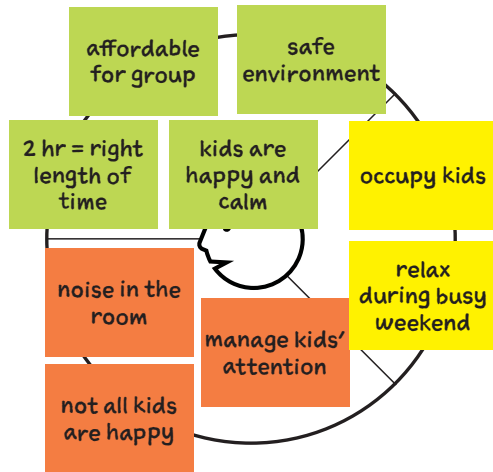 affordable
for group
safe
environment
2 hr = right
length of
time
kids are
happy and
calm
occupy kids
relax
during busy
weekend
noise in the
room
manage kids'
attention
not all kids
are happy